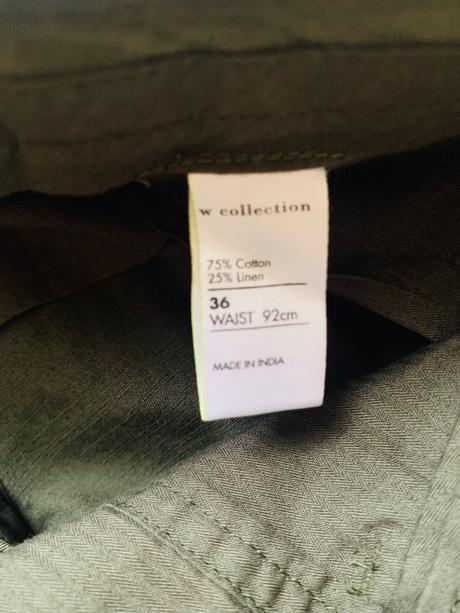 w collection
75% Cotton
25% Linen
36
WAIST 92cm
MADE IN INDIA